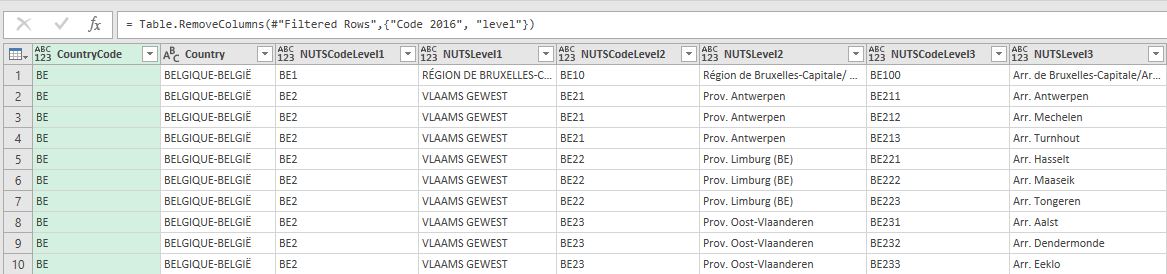 fx = Table.RemoveColumns(#"Filtered Rows",{"Code 2016", "level"})
ABC 123 CountryCode ABC Country ABC 123 NUTSCodeLevel1 ABC 123 NUTSLevel1 ABC 123 NUTSCodeLevel2 ABC 123 NUTSLevel2 ABC 123 NUTSCodeLevel3 ABC 123 NUTSLevel3
1 BE BELGIQUE-BELGIË BE1 RÉGION DE BRUXELLES-C... BE10 Région de Bruxelles-Capitale/ ... BE100 Arr. de Bruxelles-Capitale/Ar...
2 BE BELGIQUE-BELGIË BE2 VLAAMS GEWEST BE21 Prov. Antwerpen BE211 Arr. Antwerpen
3 BE BELGIQUE-BELGIË BE2 VLAAMS GEWEST BE21 Prov. Antwerpen BE212 Arr. Mechelen
4 BE BELGIQUE-BELGIË BE2 VLAAMS GEWEST BE21 Prov. Antwerpen BE213 Arr. Turnhout
5 BE BELGIQUE-BELGIË BE2 VLAAMS GEWEST BE22 Prov. Limburg (BE) BE221 Arr. Hasselt
6 BE BELGIQUE-BELGIË BE2 VLAAMS GEWEST BE22 Prov. Limburg (BE) BE222 Arr. Maaseik
7 BE BELGIQUE-BELGIË BE2 VLAAMS GEWEST BE22 Prov. Limburg (BE) BE223 Arr. Tongeren
8 BE BELGIQUE-BELGIË BE2 VLAAMS GEWEST BE23 Prov. Oost-Vlaanderen BE231 Arr. Aalst
9 BE BELGIQUE-BELGIË BE2 VLAAMS GEWEST BE23 Prov. Oost-Vlaanderen BE232 Arr. Dendermonde
10 BE BELGIQUE-BELGIË BE2 VLAAMS GEWEST BE23 Prov. Oost-Vlaanderen BE233 Arr. Eeklo